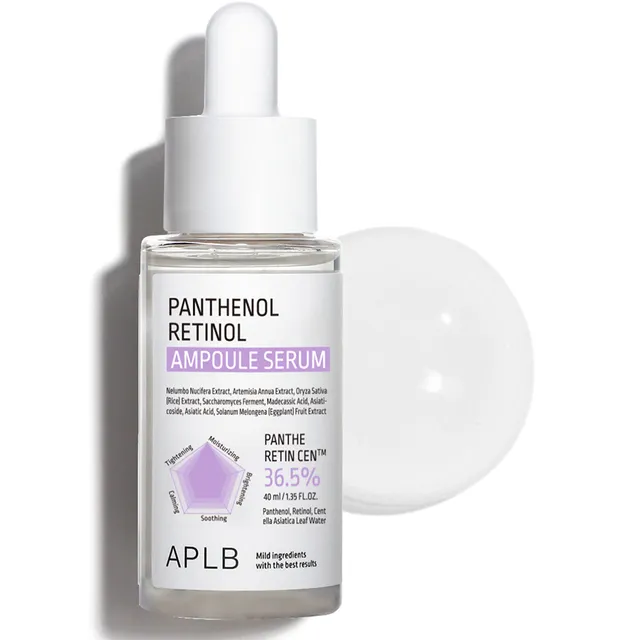 PANTHENOL
RETINOL
AMPOULE SERUM
Nelumbo Nucifera Extract, Artemisia Annua Extract, Oryza Sativa
(Rice) Extract, Saccharomyces Ferment, Madecassic Acid, Asiati-
coside, Asiatic Acid, Solanum Melongena (Eggplant) Fruit Extract
Moisturizing
Tightening
Brightening
Calming
Soothing
PANTHE
RETIN CEN™
36.5%
40 ml / 1.35 FL.OZ.
Panthenol, Retinol, Cent
ella Asiatica Leaf Water
APLB
Mild ingredients
with the best results